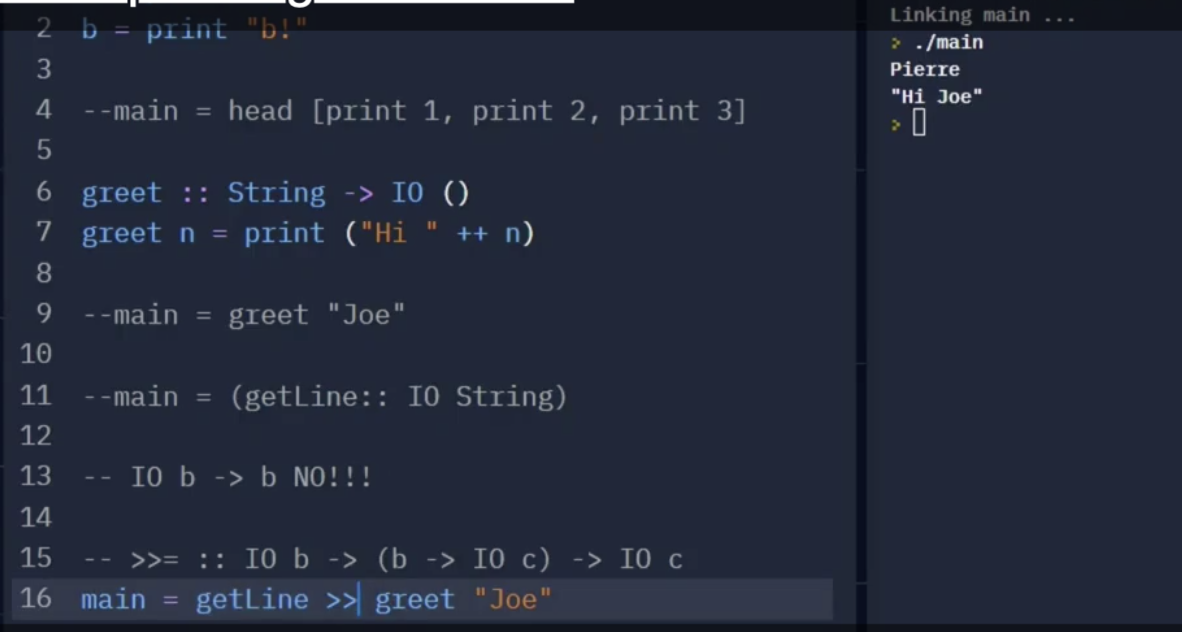 2 b = print "b!"
3
4 --main = head [print 1, print 2, print 3]
5
6 greet :: String -> IO ()
7 greet n = print ("Hi " ++ n)
8
9 --main = greet "Joe"
10
11 --main = (getLine:: IO String)
12
13 -- IO b -> b NO!!!
14
15 -- >>= :: IO b -> (b -> IO c) -> IO c
16 main = getLine >> greet "Joe"
Linking main ...
> ./main
Pierre
"Hi Joe"
>